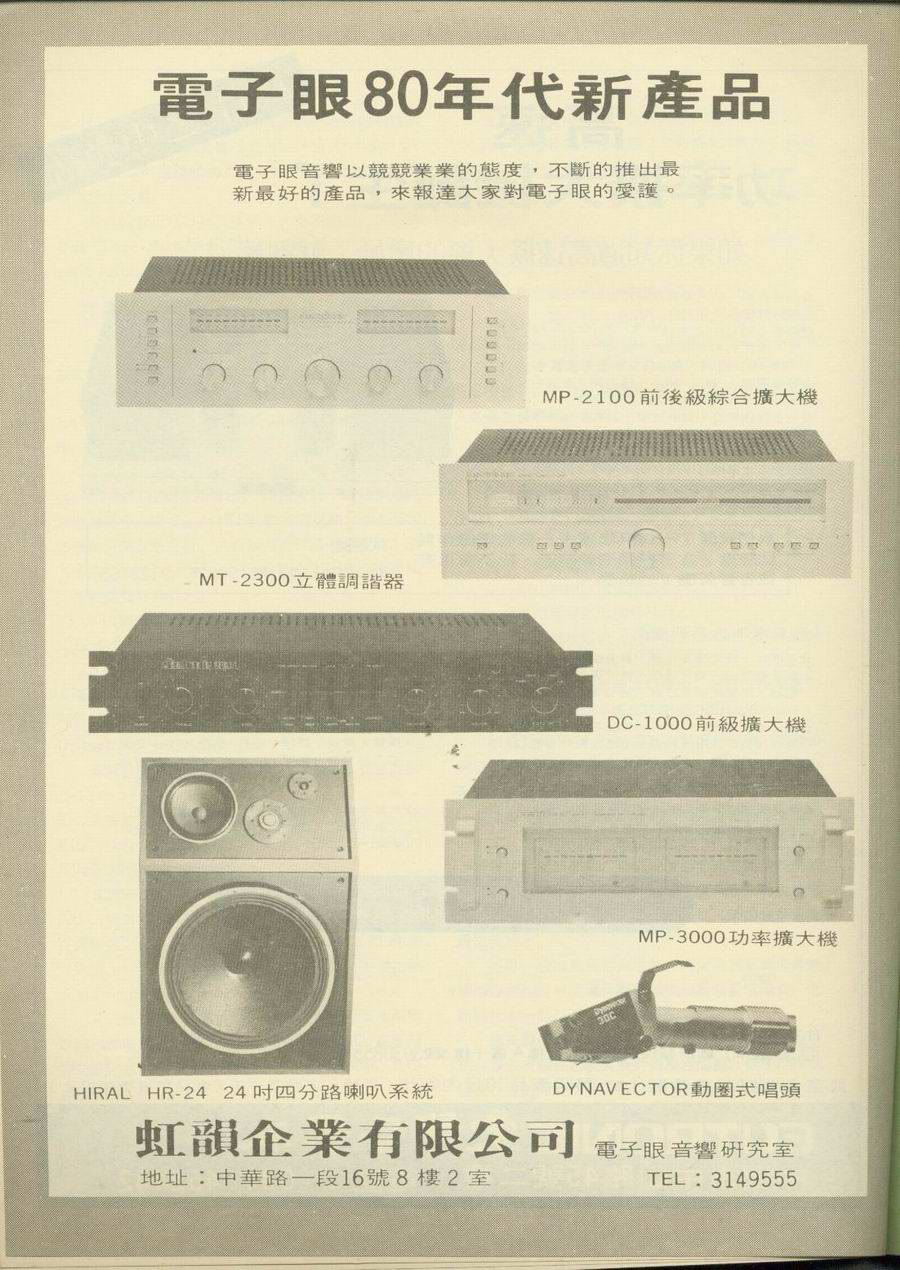 電子眼80年代新產品
電子眼音響以競競業業的態度，不斷的推出最
新最好的產品，來報達大家對電子眼的愛護。
MP-2100前後級綜合擴大機
MT-2300立體調諧器
DC-1000前級擴大機
MP-3000功率擴大機
Dynavector
30C
HIRAL HR-24 24吋四分路喇叭系統
DYNAVECTOR動圈式唱頭
虹韻企業有限公司 電子眼音響研究室
地址：中華路一段16號8樓2室 TEL：3149555